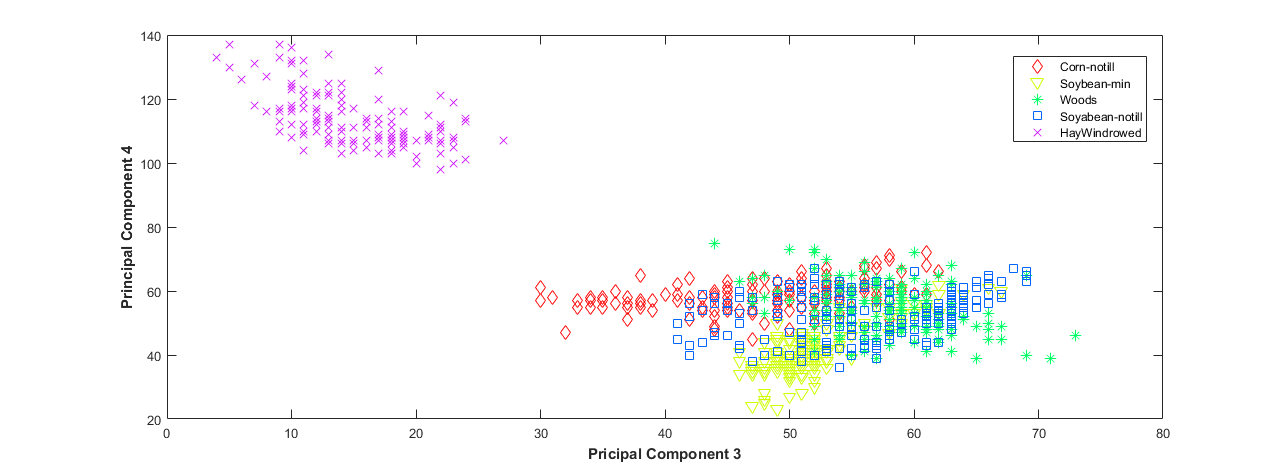 140
120
100
80
60
40
20
0 10 20 30 40 50 60 70 80
Principal Component 4
Pricipal Component 3
Corn-notill
Soybean-min
Woods
Soyabean-notill
HayWindrowed